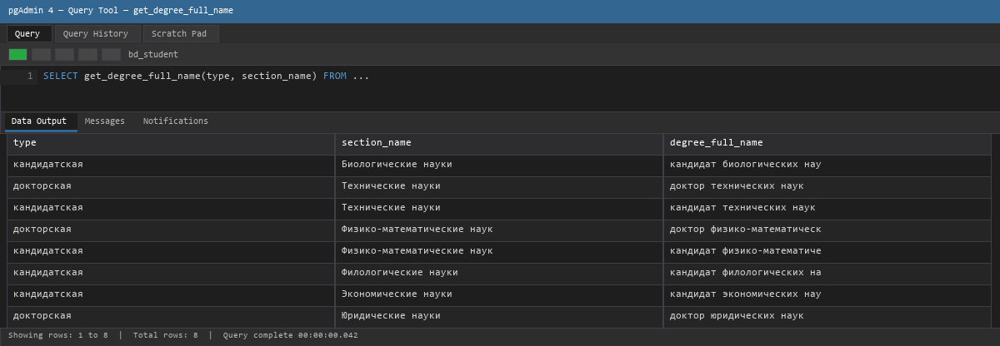 pgAdmin 4 — Query Tool — get_degree_full_name
Query Query History Scratch Pad
bd_student
1 SELECT get_degree_full_name(type, section_name) FROM ...
Data Output Messages Notifications
type section_name degree_full_name
кандидатская Биологические науки кандидат биологических нау
докторская Технические науки доктор технических наук
кандидатская Технические науки кандидат технических наук
докторская Физико-математические наук доктор физико-математическ
кандидатская Физико-математические наук кандидат физико-математиче
кандидатская Филологические науки кандидат филологических на
кандидатская Экономические науки кандидат экономических нау
докторская Юридические науки доктор юридических наук
Showing rows: 1 to 8 | Total rows: 8 | Query complete 00:00:00.042